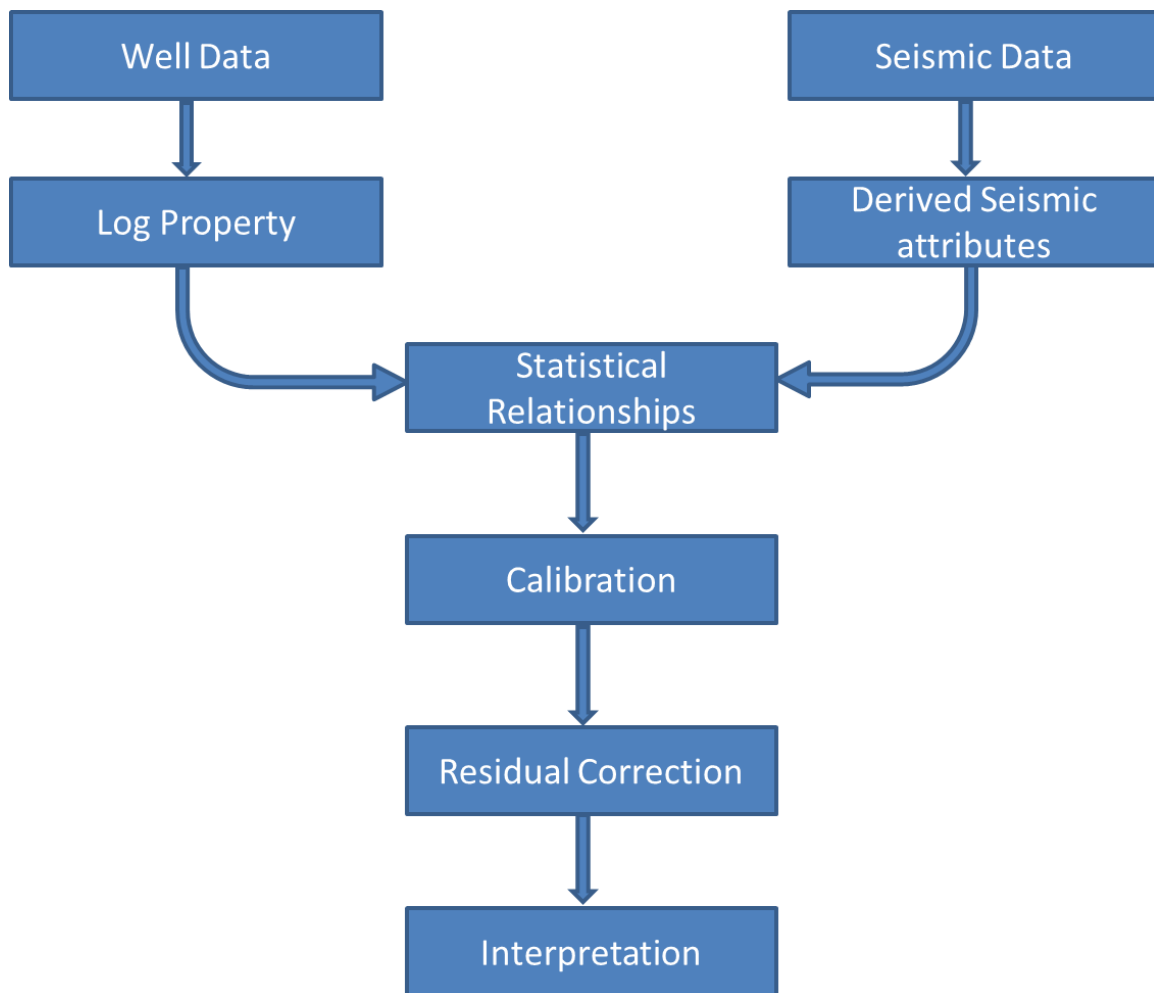 Well Data
Seismic Data
Log Property
Derived Seismic
attributes
Statistical
Relationships
Calibration
Residual Correction
Interpretation